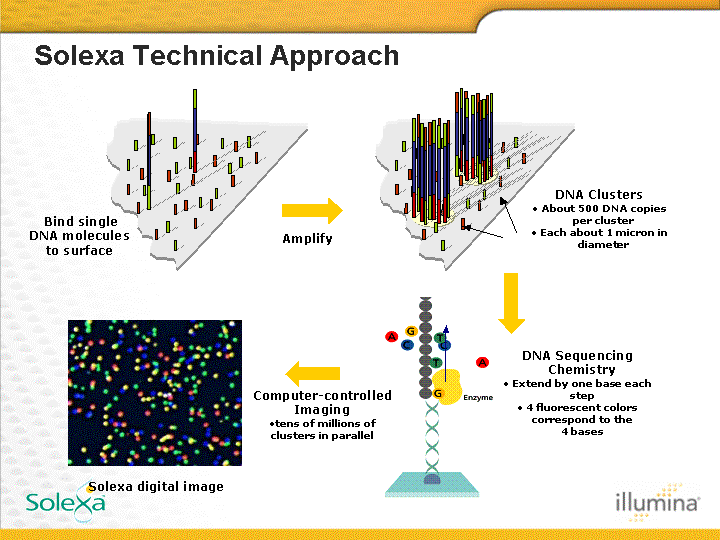 Solexa Technical Approach
Bind single
DNA molecules
to surface
Amplify
DNA Clusters
• About 500 DNA copies
per cluster
• Each about 1 micron in
diameter
DNA Sequencing
Chemistry
• Extend by one base each
step
• 4 fluorescent colors
correspond to the
4 bases
A
G
C
T
C
T
A
G
Enzyme
Computer-controlled
Imaging
•tens of millions of
clusters in parallel
Solexa digital image
Solexa
illumina